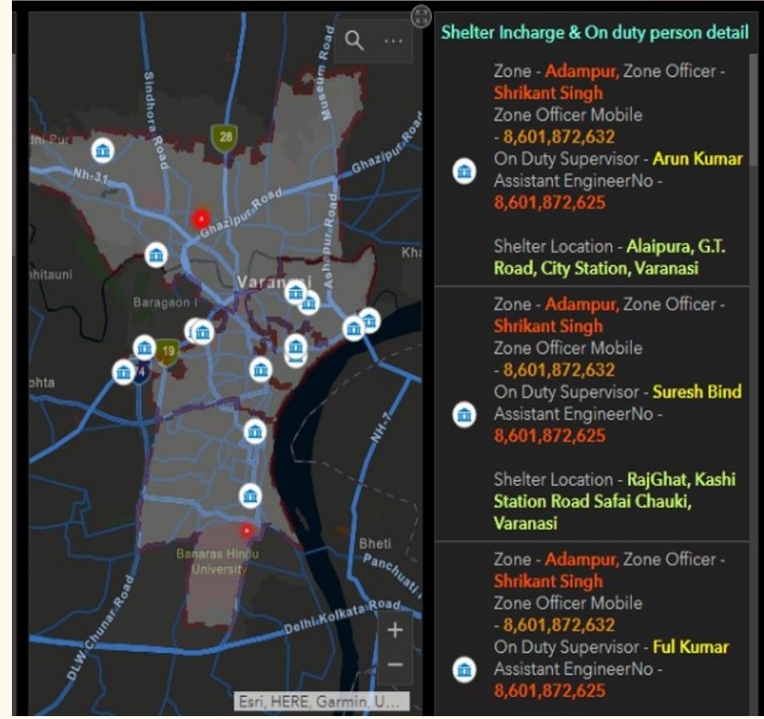 Sindhora Road
Museum Road
28
Ghazipur Road
Nh-31
Ghazipur Road
Ashapur Road
Varan
Baragaon I
19
NH-7
Banaras Hindu
University
Bheti
Panchuati
DLW Chunar Road
Delhi Kolkata Road
+
−
Esri, HERE, Garmin, U...
Shelter Incharge & On duty person detail
Zone - Adampur, Zone Officer -
Shrikant Singh
Zone Officer Mobile
- 8,601,872,632
On Duty Supervisor - Arun Kumar
Assistant EngineerNo -
8,601,872,625
Shelter Location - Alaipura, G.T.
Road, City Station, Varanasi
Zone - Adampur, Zone Officer -
Shrikant Singh
Zone Officer Mobile
- 8,601,872,632
On Duty Supervisor - Suresh Bind
Assistant EngineerNo -
8,601,872,625
Shelter Location - RajGhat, Kashi
Station Road Safai Chauki,
Varanasi
Zone - Adampur, Zone Officer -
Shrikant Singh
Zone Officer Mobile
- 8,601,872,632
On Duty Supervisor - Ful Kumar
Assistant EngineerNo -
8,601,872,625